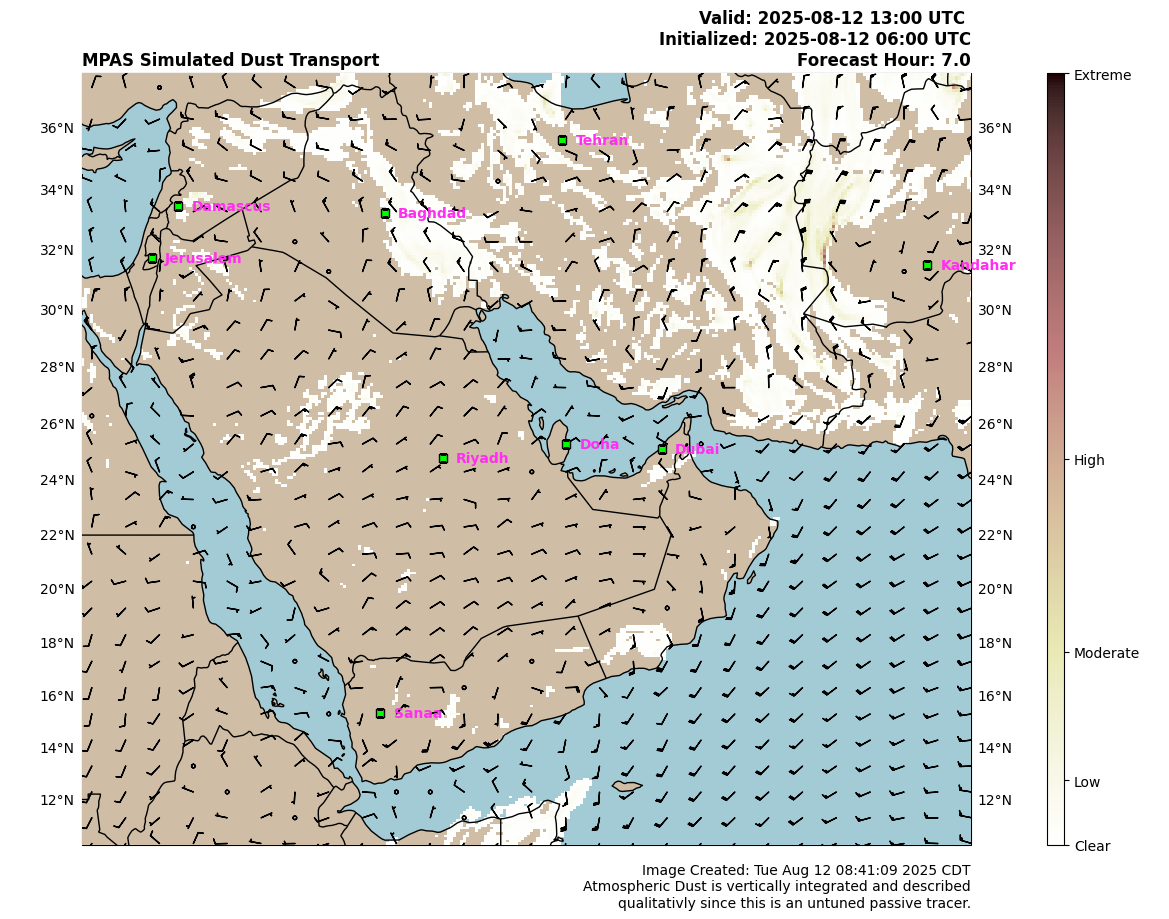 Valid: 2025-08-12 13:00 UTC
Initialized: 2025-08-12 06:00 UTC
MPAS Simulated Dust Transport
Forecast Hour: 7.0
Extreme
High
Moderate
Low
Clear
36°N
34°N
32°N
30°N
28°N
26°N
24°N
22°N
20°N
18°N
16°N
14°N
12°N
36°N
34°N
32°N
30°N
28°N
26°N
24°N
22°N
20°N
18°N
16°N
14°N
12°N
Tehran
Damascus
Baghdad
Jerusalem
Kandahar
Doha
Dubai
Riyadh
Sanaa
Image Created: Tue Aug 12 08:41:09 2025 CDT
Atmospheric Dust is vertically integrated and described
qualitativly since this is an untuned passive tracer.